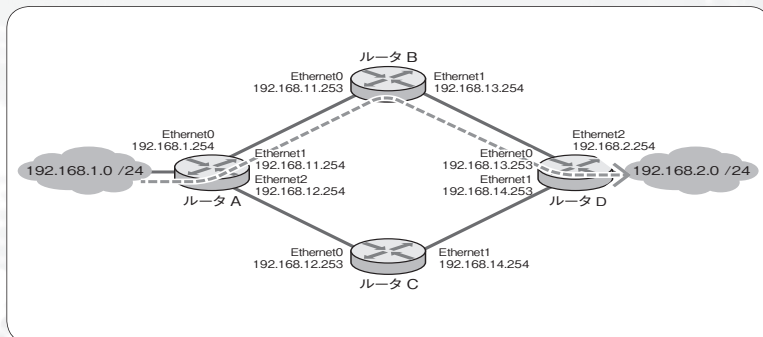 ルータ B
Ethernet0
192.168.11.253
Ethernet1
192.168.13.254
Ethernet0
192.168.1.254
Ethernet2
192.168.2.254
192.168.1.0 /24
Ethernet1
192.168.11.254
Ethernet2
192.168.12.254
ルータ A
Ethernet0
192.168.13.253
Ethernet1
192.168.14.253
ルータ D
192.168.2.0 /24
Ethernet0
192.168.12.253
Ethernet1
192.168.14.254
ルータ C